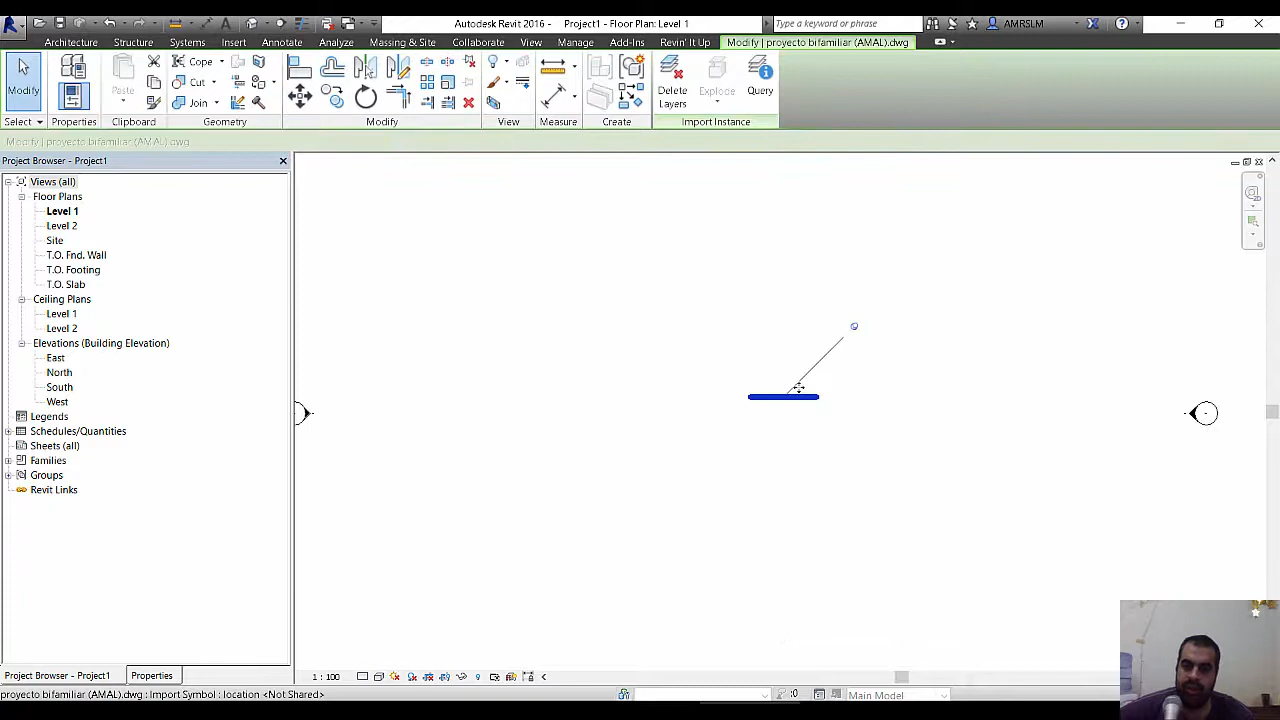 Autodesk Revit 2016 -    Project1 - Floor Plan: Level 1
Type a keyword or phrase
AMRSLM
Architecture Structure Systems Insert Annotate Analyze Massing & Site Collaborate View Manage Add-Ins Revin' It Up Modify | proyecto bifamiliar (AMAL).dwg
Modify
Paste
Cope
Cut
Join
Delete Layers
Explode
Query
Select Properties Clipboard Geometry Modify View Measure Create Import Instance
Modify | proyecto bifamiliar (AMAL).dwg
Project Browser - Project1
Views (all)
Floor Plans
Level 1
Level 2
Site
T.O. Fnd. Wall
T.O. Footing
T.O. Slab
Ceiling Plans
Level 1
Level 2
Elevations (Building Elevation)
East
North
South
West
Legends
Schedules/Quantities
Sheets (all)
Families
Groups
Revit Links
Project Browser - Project1 Properties
1 : 100
proyecto bifamiliar (AMAL).dwg : Import Symbol : location <Not Shared>
:0
Main Model